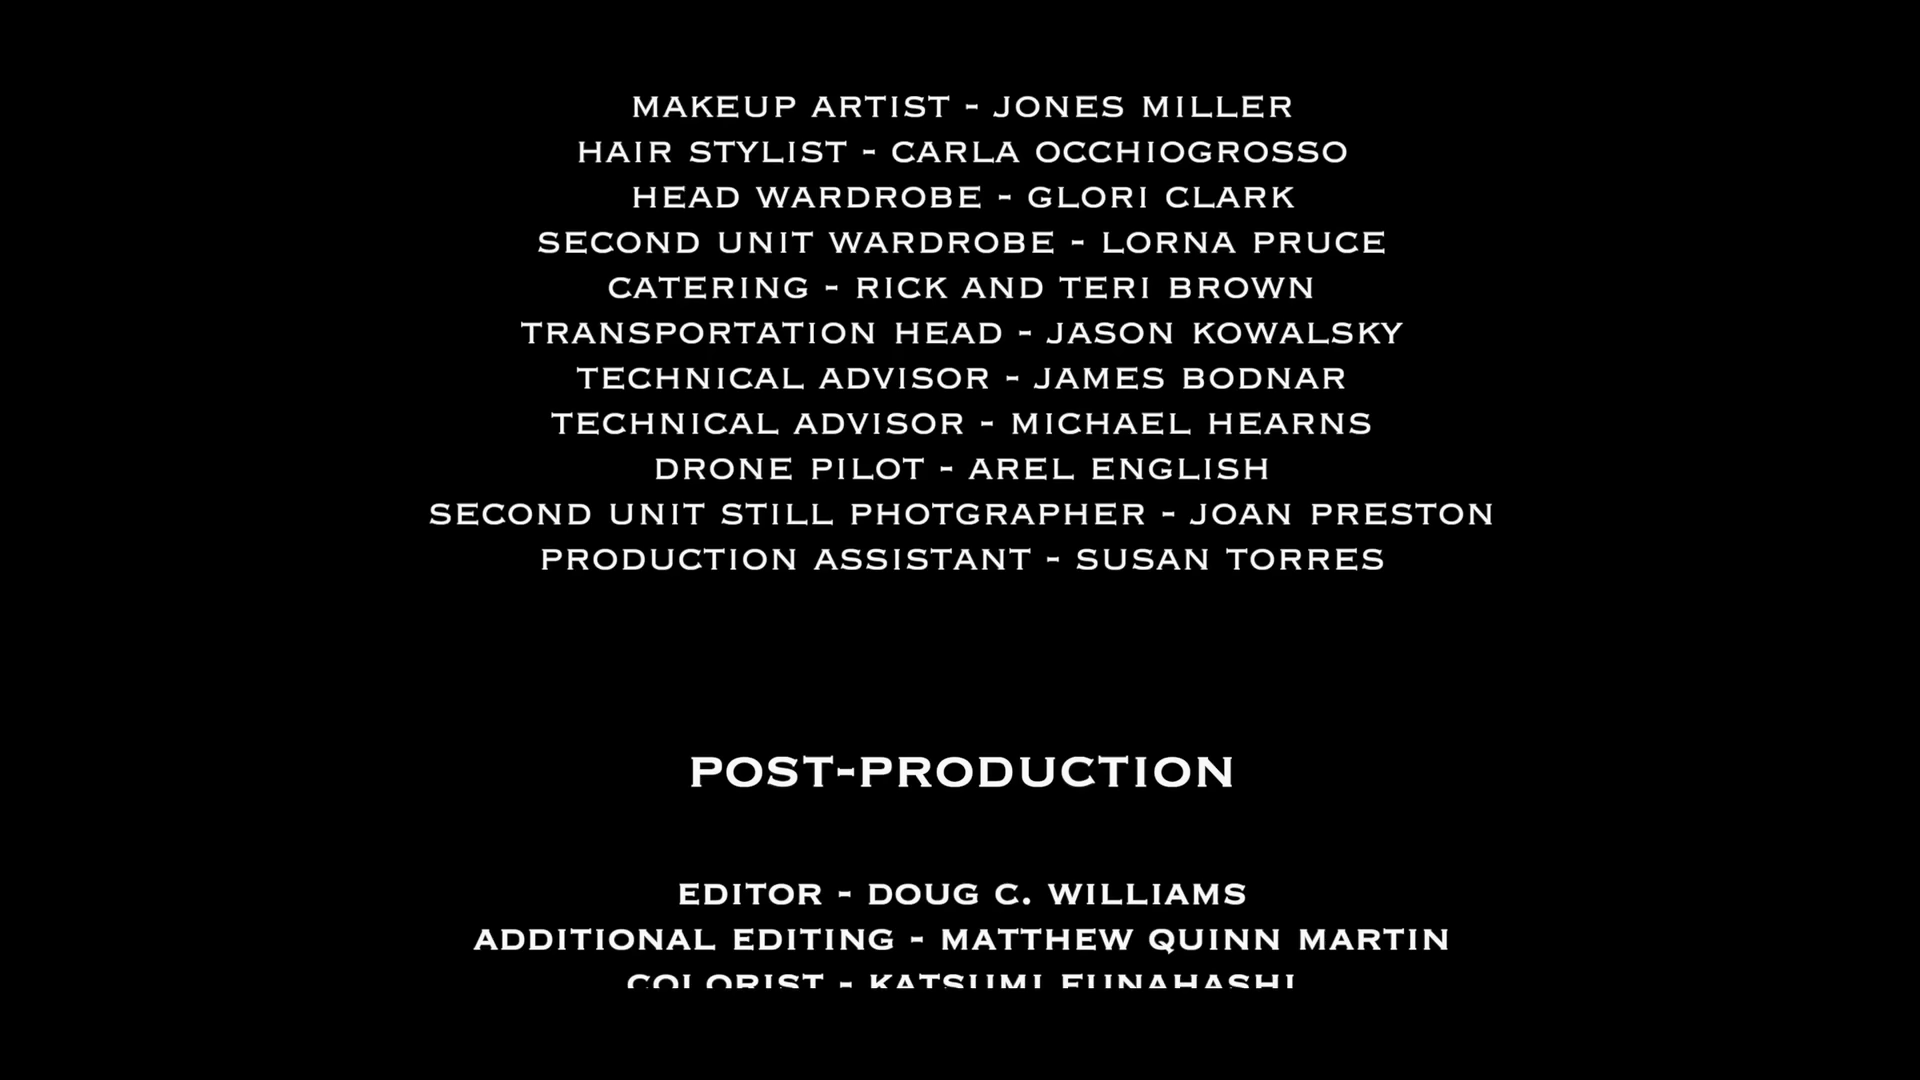 MAKEUP ARTIST - JONES MILLER
HAIR STYLIST - CARLA OCCHIOGROSSO
HEAD WARDROBE - GLORI CLARK
SECOND UNIT WARDROBE - LORNA PRUCE
CATERING - RICK AND TERI BROWN
TRANSPORTATION HEAD - JASON KOWALSKY
TECHNICAL ADVISOR - JAMES BODNAR
TECHNICAL ADVISOR - MICHAEL HEARNS
DRONE PILOT - AREL ENGLISH
SECOND UNIT STILL PHOTGRAPHER - JOAN PRESTON
PRODUCTION ASSISTANT - SUSAN TORRES
POST-PRODUCTION
EDITOR - DOUG C. WILLIAMS
ADDITIONAL EDITING - MATTHEW QUINN MARTIN
COLORIST - KATSUMI FUNAHASHI